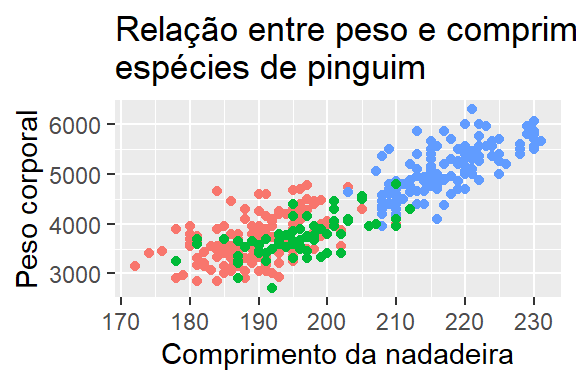 Relação entre peso e comprim
espécies de pinguim
Peso corporal
6000
5000
4000
3000
170 180 190 200 210 220 230
Comprimento da nadadeira